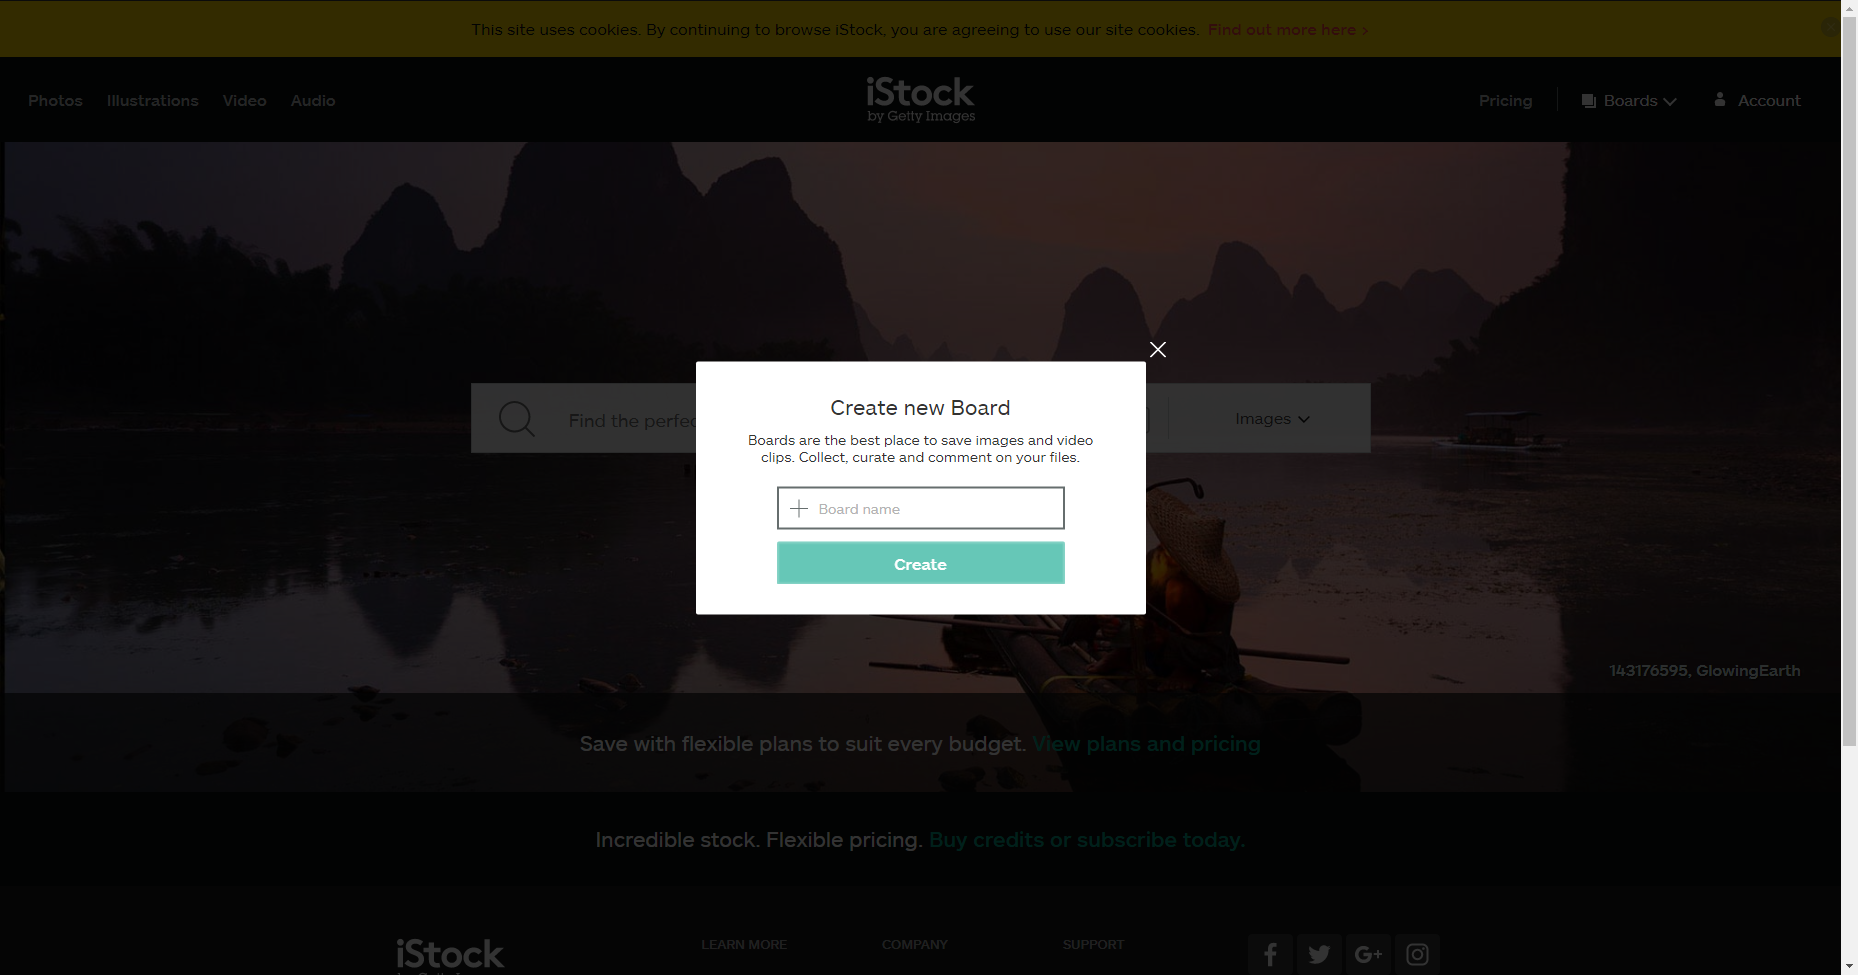 This site uses cookies. By continuing to browse iStock, you are agreeing to use our site cookies. Find out more here ›
Photos Illustrations Video Audio
iStock
by Getty Images
Pricing Boards Account
Create new Board
Boards are the best place to save images and video
clips. Collect, curate and comment on your files.
Find the
Images
Board name
Create
143176595, GlowingEarth
Save with flexible plans to suit every budget. View plans and pricing
Incredible stock. Flexible pricing. Buy credits or subscribe today.
iStock
LEARN MORE COMPANY SUPPORT
G+